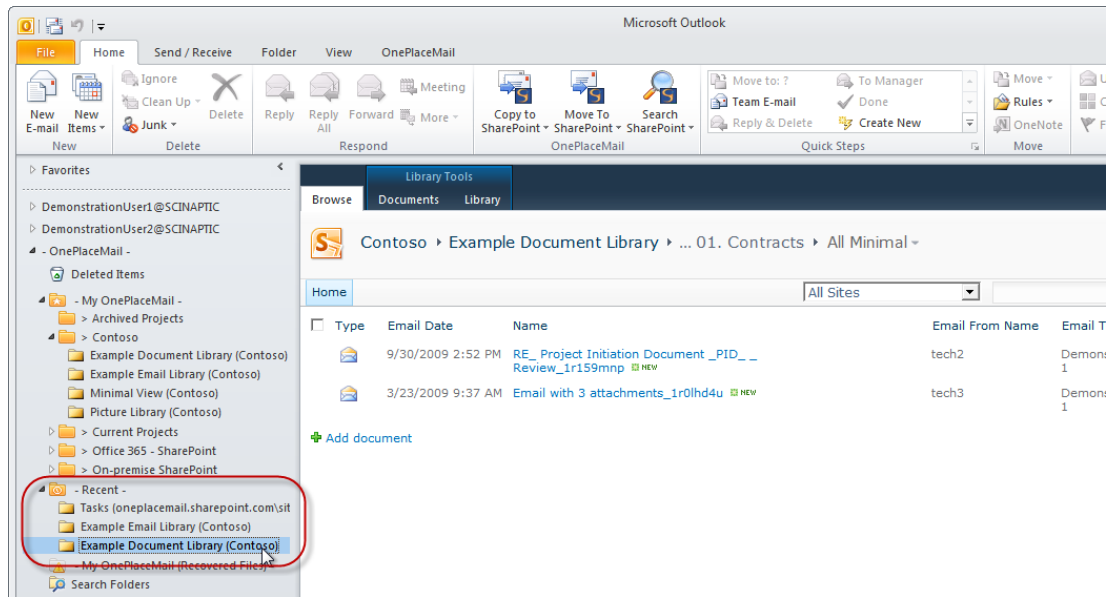 Microsoft Outlook
File Home Send / Receive Folder View OnePlaceMail
New E-mail
New Items
New
Ignore
Clean Up
Junk
Delete
Delete
Reply
Reply All
Forward
Meeting
More
Respond
Copy to SharePoint
Move To SharePoint
Search SharePoint
OnePlaceMail
Move to: ?
Team E-mail
Reply & Delete
To Manager
Done
Create New
Quick Steps
Move
Rules
OneNote
Move
Favorites
DemonstrationUser1@SCINAPTIC
DemonstrationUser2@SCINAPTIC
- OnePlaceMail -
Deleted Items
- My OnePlaceMail -
> Archived Projects
> Contoso
Example Document Library (Contoso)
Example Email Library (Contoso)
Minimal View (Contoso)
Picture Library (Contoso)
> Current Projects
> Office 365 - SharePoint
> On-premise SharePoint
- Recent -
Tasks (oneplacemail.sharepoint.com\sit
Example Email Library (Contoso)
Example Document Library (Contoso)
- My OnePlaceMail (Recovered Files) -
Search Folders
Library Tools
Browse Documents Library
Contoso Example Document Library ... 01. Contracts All Minimal
Home All Sites
Type Email Date Name Email From Name Email T
9/30/2009 2:52 PM RE_ Project Initiation Document _PID_ _ tech2 Demons
Review_1r159mnp NEW 1
3/23/2009 9:37 AM Email with 3 attachments_1r0lhd4u NEW tech3 Demons
1
Add document